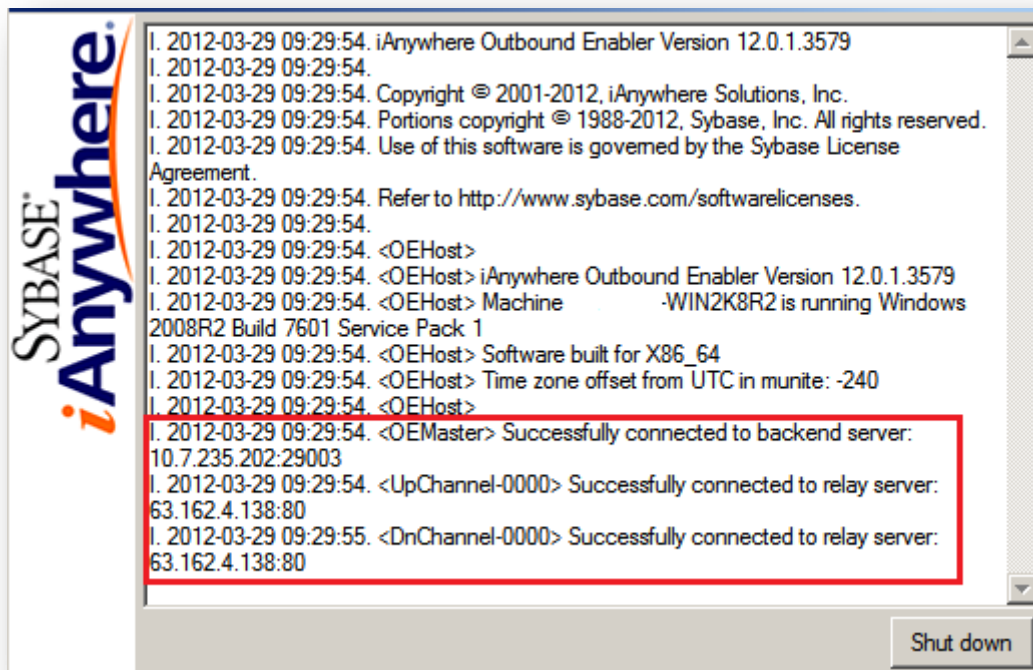 SYBASE®
iAnywhere®
I. 2012-03-29 09:29:54. iAnywhere Outbound Enabler Version 12.0.1.3579
I. 2012-03-29 09:29:54.
I. 2012-03-29 09:29:54. Copyright © 2001-2012, iAnywhere Solutions, Inc.
I. 2012-03-29 09:29:54. Portions copyright © 1988-2012, Sybase, Inc. All rights reserved.
I. 2012-03-29 09:29:54. Use of this software is governed by the Sybase License
Agreement.
I. 2012-03-29 09:29:54. Refer to http://www.sybase.com/softwarelicenses.
I. 2012-03-29 09:29:54.
I. 2012-03-29 09:29:54. <OEHost>
I. 2012-03-29 09:29:54. <OEHost> iAnywhere Outbound Enabler Version 12.0.1.3579
I. 2012-03-29 09:29:54. <OEHost> Machine -WIN2K8R2 is running Windows
2008R2 Build 7601 Service Pack 1
I. 2012-03-29 09:29:54. <OEHost> Software built for X86_64
I. 2012-03-29 09:29:54. <OEHost> Time zone offset from UTC in munite: -240
I. 2012-03-29 09:29:54. <OEHost>
I. 2012-03-29 09:29:54. <OEMaster> Successfully connected to backend server:
10.7.235.202:29003
I. 2012-03-29 09:29:54. <UpChannel-0000> Successfully connected to relay server:
63.162.4.138:80
I. 2012-03-29 09:29:55. <DnChannel-0000> Successfully connected to relay server:
63.162.4.138:80
Shut down